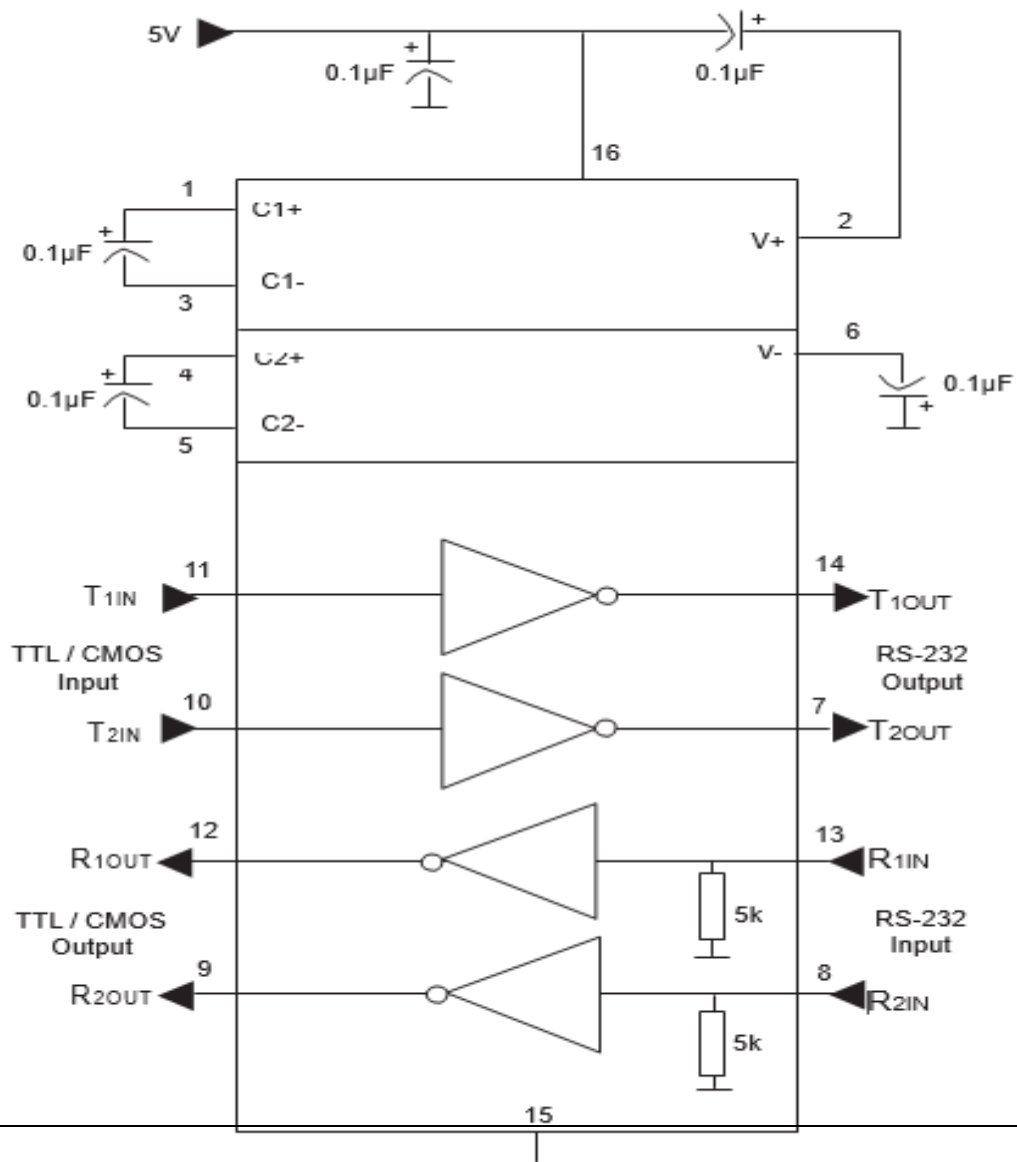 5V
+
0.1µF
+
0.1µF
16
1
C1+
+
0.1µF
C1-
3
V+
2
C2+
4
+
0.1µF
C2-
5
V-
6
0.1µF
+
11
T1IN
14
T1OUT
TTL / CMOS
Input
RS-232
Output
10
T2IN
7
T2OUT
12
R1OUT
13
R1IN
5k
TTL / CMOS
Output
RS-232
Input
9
R2OUT
8
R2IN
5k
15